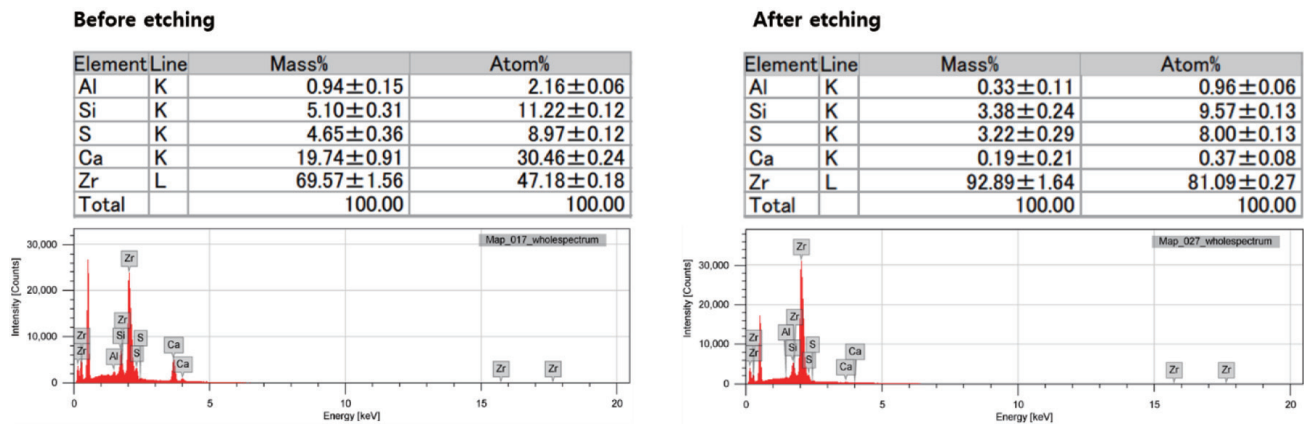 Before etching
Element Line Mass% Atom%
Al K 0.94±0.15 2.16±0.06
Si K 5.10±0.31 11.22±0.12
S K 4.65±0.36 8.97±0.12
Ca K 19.74±0.91 30.46±0.24
Zr L 69.57±1.56 47.18±0.18
Total 100.00 100.00
Map_017_wholespectrum
Intensity [Counts]
30,000
20,000
10,000
0
Zr
Zr
Al
Si
Zr
Zr
S
S
Ca
Ca
Zr
Zr
0 5 10 15 20
Energy [keV]
After etching
Element Line Mass% Atom%
Al K 0.33±0.11 0.96±0.06
Si K 3.38±0.24 9.57±0.13
S K 3.22±0.29 8.00±0.13
Ca K 0.19±0.21 0.37±0.08
Zr L 92.89±1.64 81.09±0.27
Total 100.00 100.00
Map_027_wholespectrum
Intensity [Counts]
30,000
20,000
10,000
0
Zr
Zr
Al
Si
Zr
Zr
S
S
Ca
Ca
Zr
Zr
0 5 10 15 20
Energy [keV]